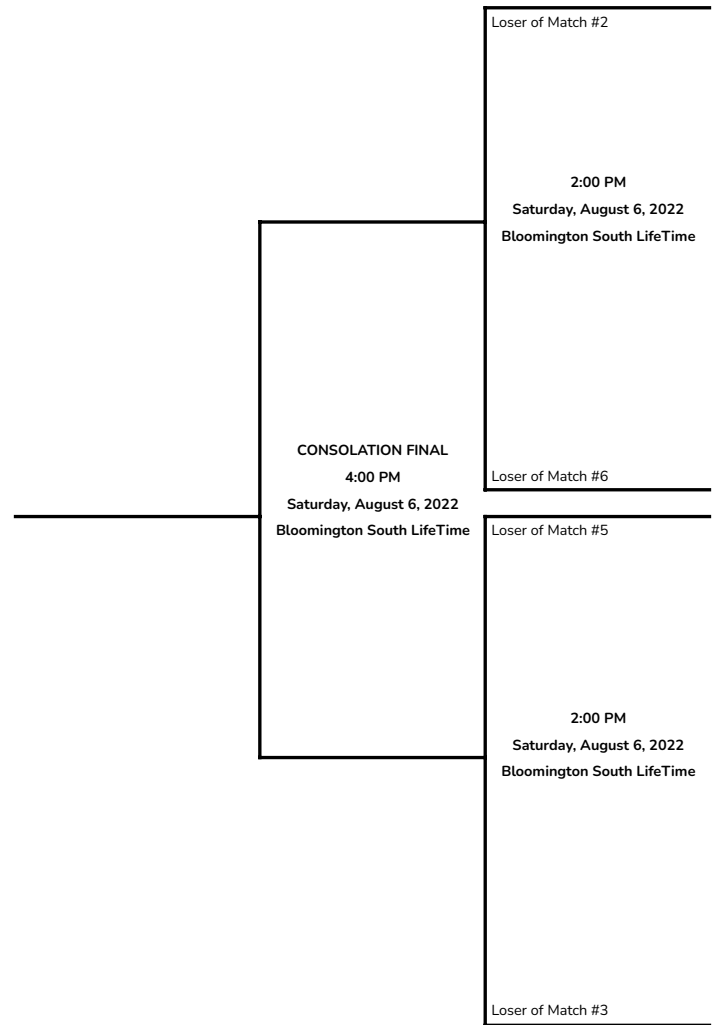 Loser of Match #2
2:00 PM
Saturday, August 6, 2022
Bloomington South LifeTime
CONSOLATION FINAL
4:00 PM
Saturday, August 6, 2022
Bloomington South LifeTime
Loser of Match #6
Loser of Match #5
2:00 PM
Saturday, August 6, 2022
Bloomington South LifeTime
Loser of Match #3